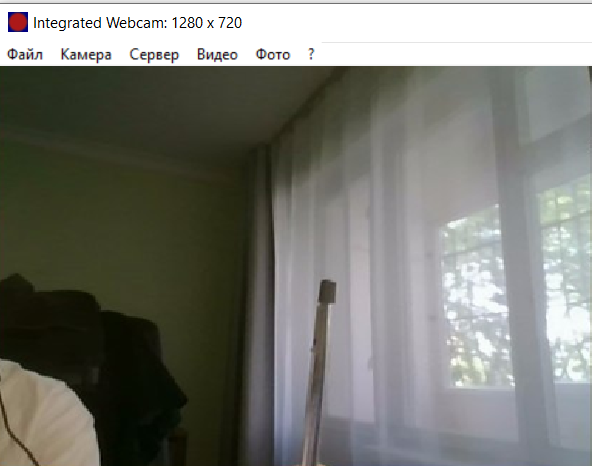 Integrated Webcam: 1280 x 720
Файл Камера Сервер Видео Фото ?